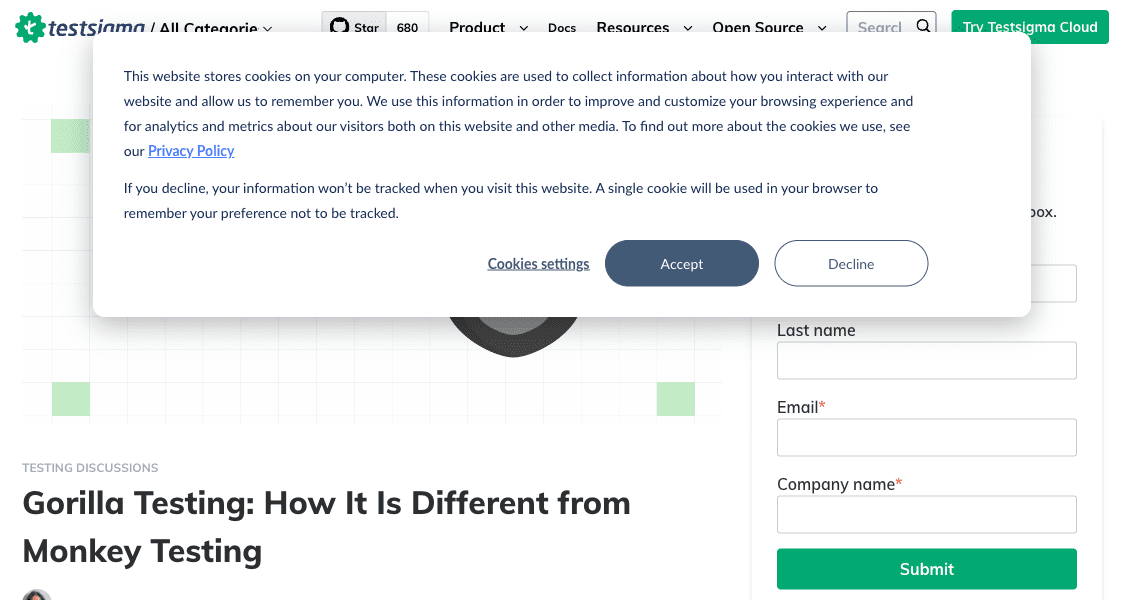 testsigma / All Categorie
Star 680 Product Docs Resources Open Source Search Try Testsigma Cloud
This website stores cookies on your computer. These cookies are used to collect information about how you interact with our
website and allow us to remember you. We use this information in order to improve and customize your browsing experience and
for analytics and metrics about our visitors both on this website and other media. To find out more about the cookies we use, see
our Privacy Policy
If you decline, your information won’t be tracked when you visit this website. A single cookie will be used in your browser to
remember your preference not to be tracked.
Cookies settings Accept Decline
Last name
Email*
Company name*
Submit
TESTING DISCUSSIONS
Gorilla Testing: How It Is Different from
Monkey Testing